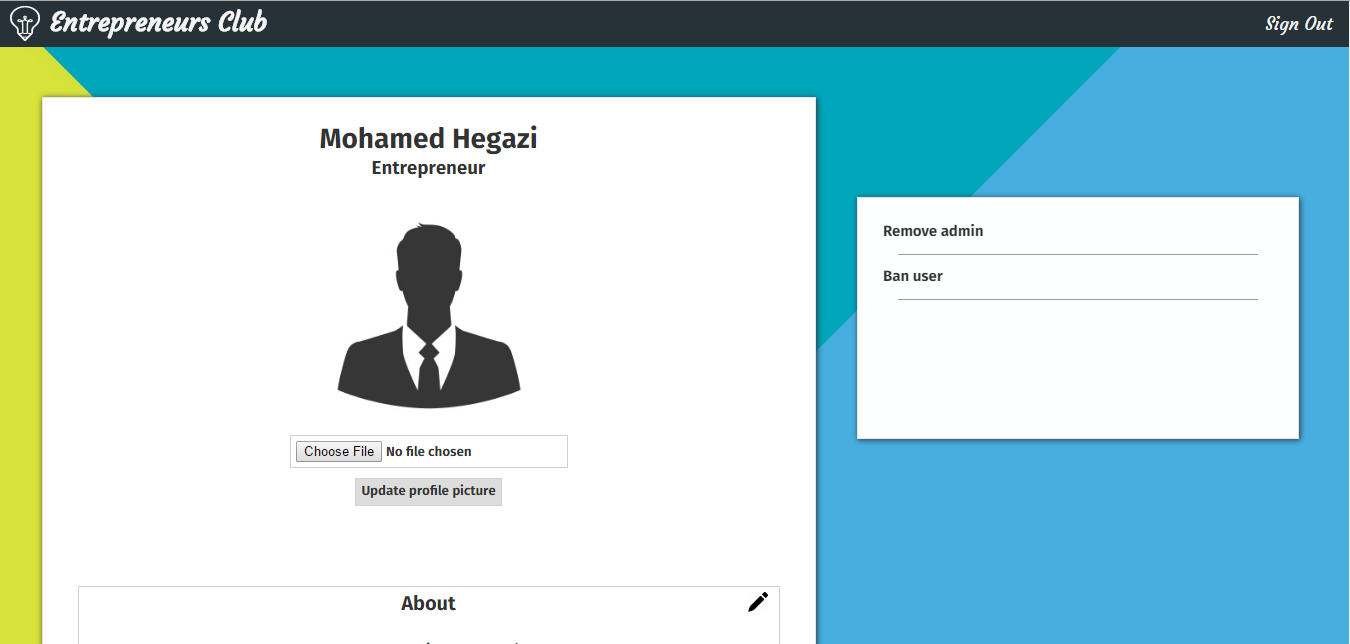 Entrepreneurs Club
Sign Out
Mohamed Hegazi
Entrepreneur
Choose File No file chosen
Update profile picture
About
Remove admin
Ban user